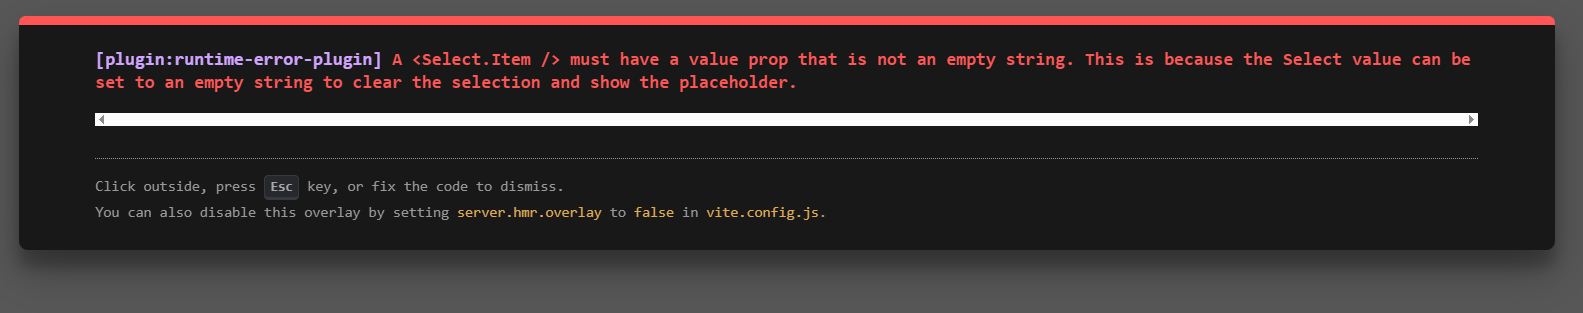 [plugin:runtime-error-plugin] A <Select.Item /> must have a value prop that is not an empty string. This is because the Select value can be
set to an empty string to clear the selection and show the placeholder.
Click outside, press Esc key, or fix the code to dismiss.
You can also disable this overlay by setting server.hmr.overlay to false in vite.config.js.